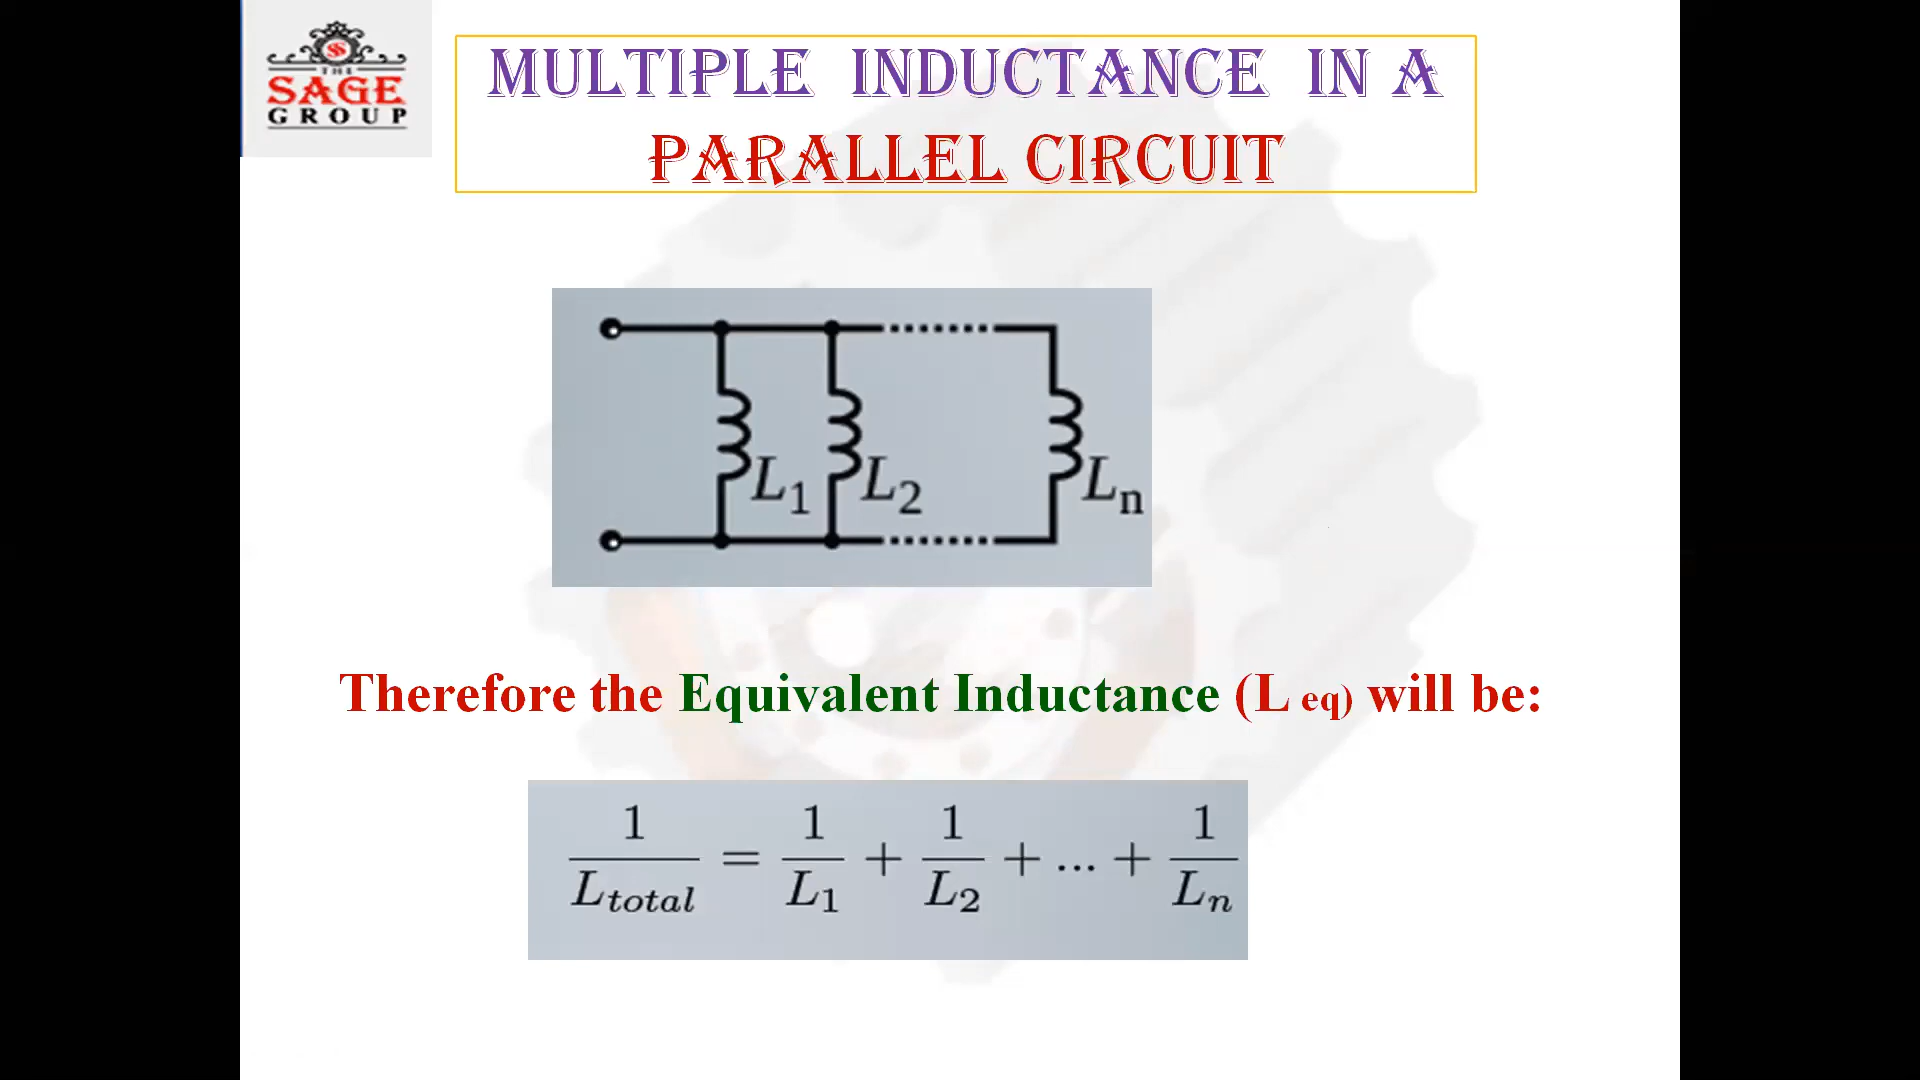 THE
SAGE
GROUP
MULTIPLE INDUCTANCE IN A
PARALLEL CIRCUIT
L1 L2 Ln
Therefore the Equivalent Inductance (L eq) will be:
1/Ltotal = 1/L1 + 1/L2 + ... + 1/Ln